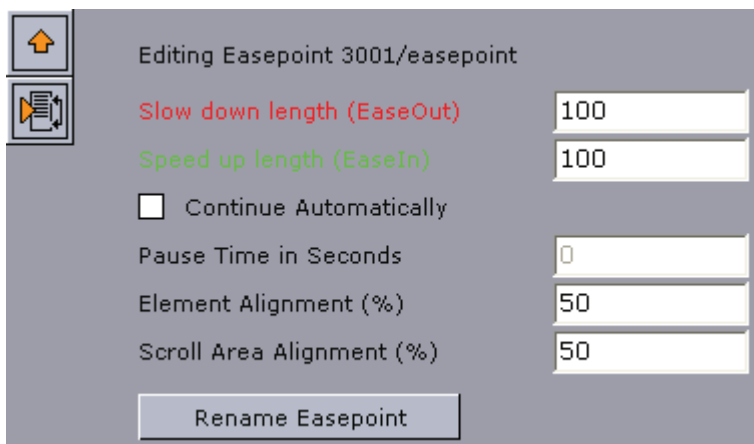 Editing Easepoint 3001/easepoint
Slow down length (EaseOut) 100
Speed up length (EaseIn) 100
Continue Automatically
Pause Time in Seconds 0
Element Alignment (%) 50
Scroll Area Alignment (%) 50
Rename Easepoint